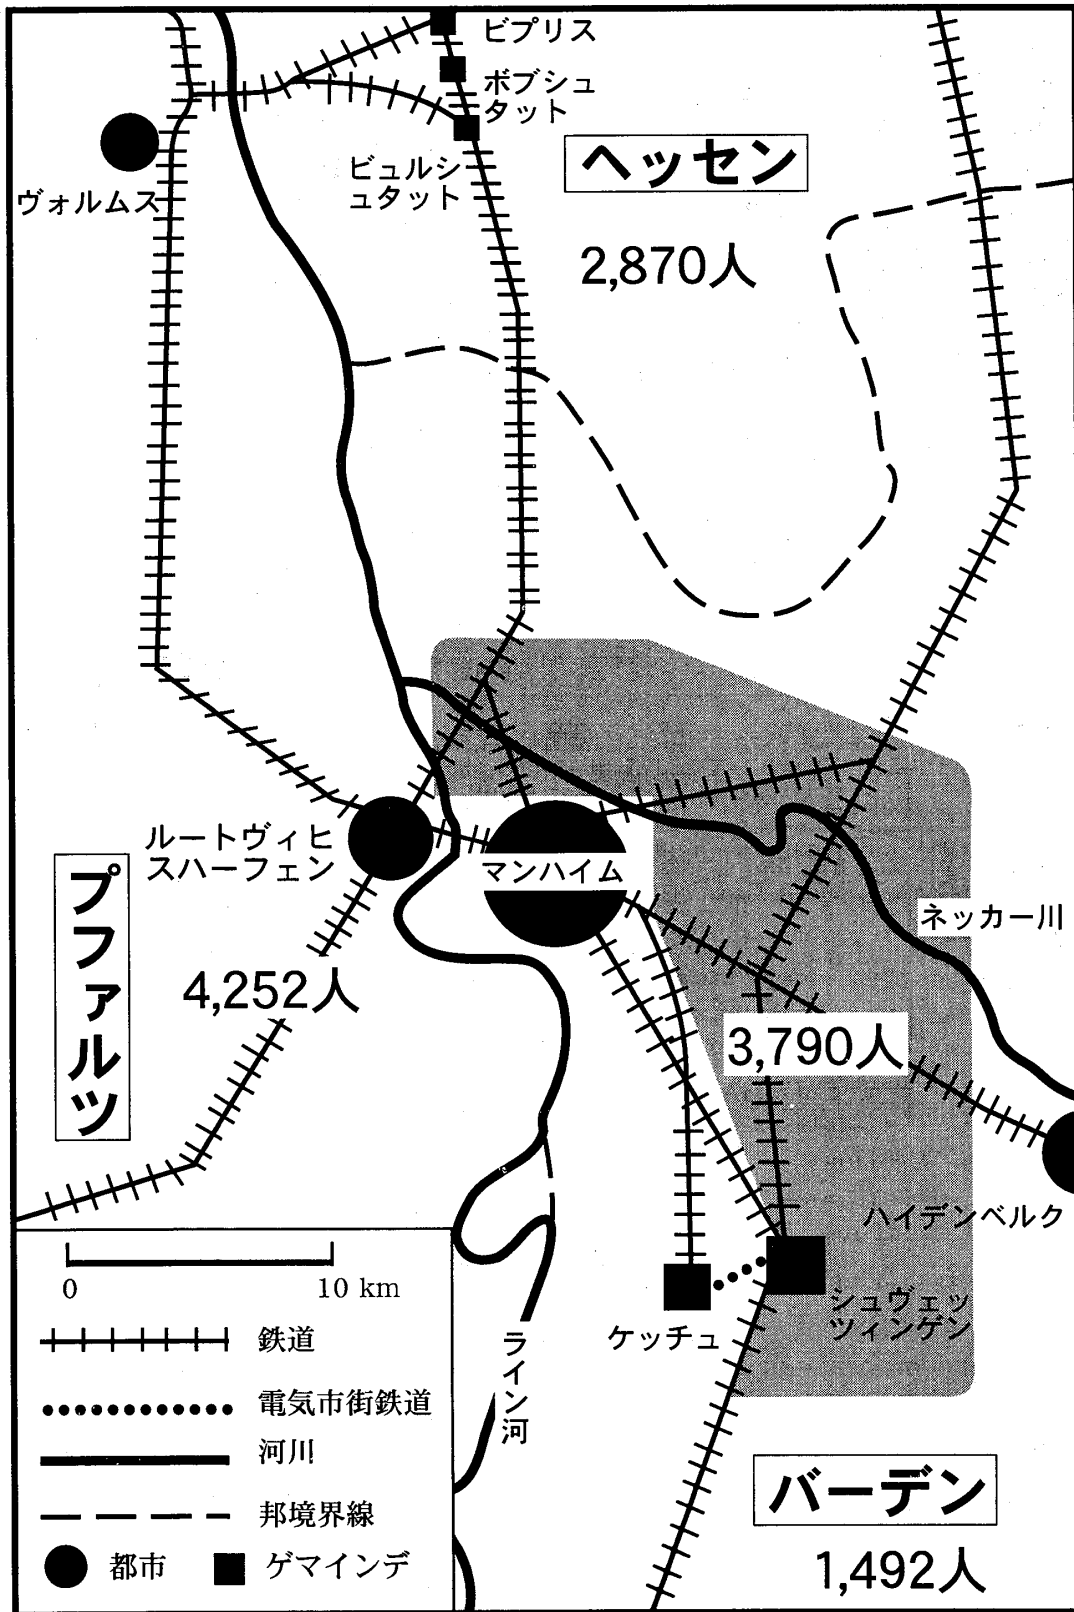 ビブリス
ボブシュ
タット
ヘッセン
ビュルシ
ュタット
ヴォルムス
2,870人
ルートヴィヒ
スハーフェン
マンハイム
プファルツ
ネッカー川
4,252人
3,790人
ハイデンベルク
シュヴェッ
ツィンゲン
ケッチュ
ライン河
0
10 km
鉄道
電気市街鉄道
河川
邦境界線
都市
ゲマインデ
バーデン
1,492人